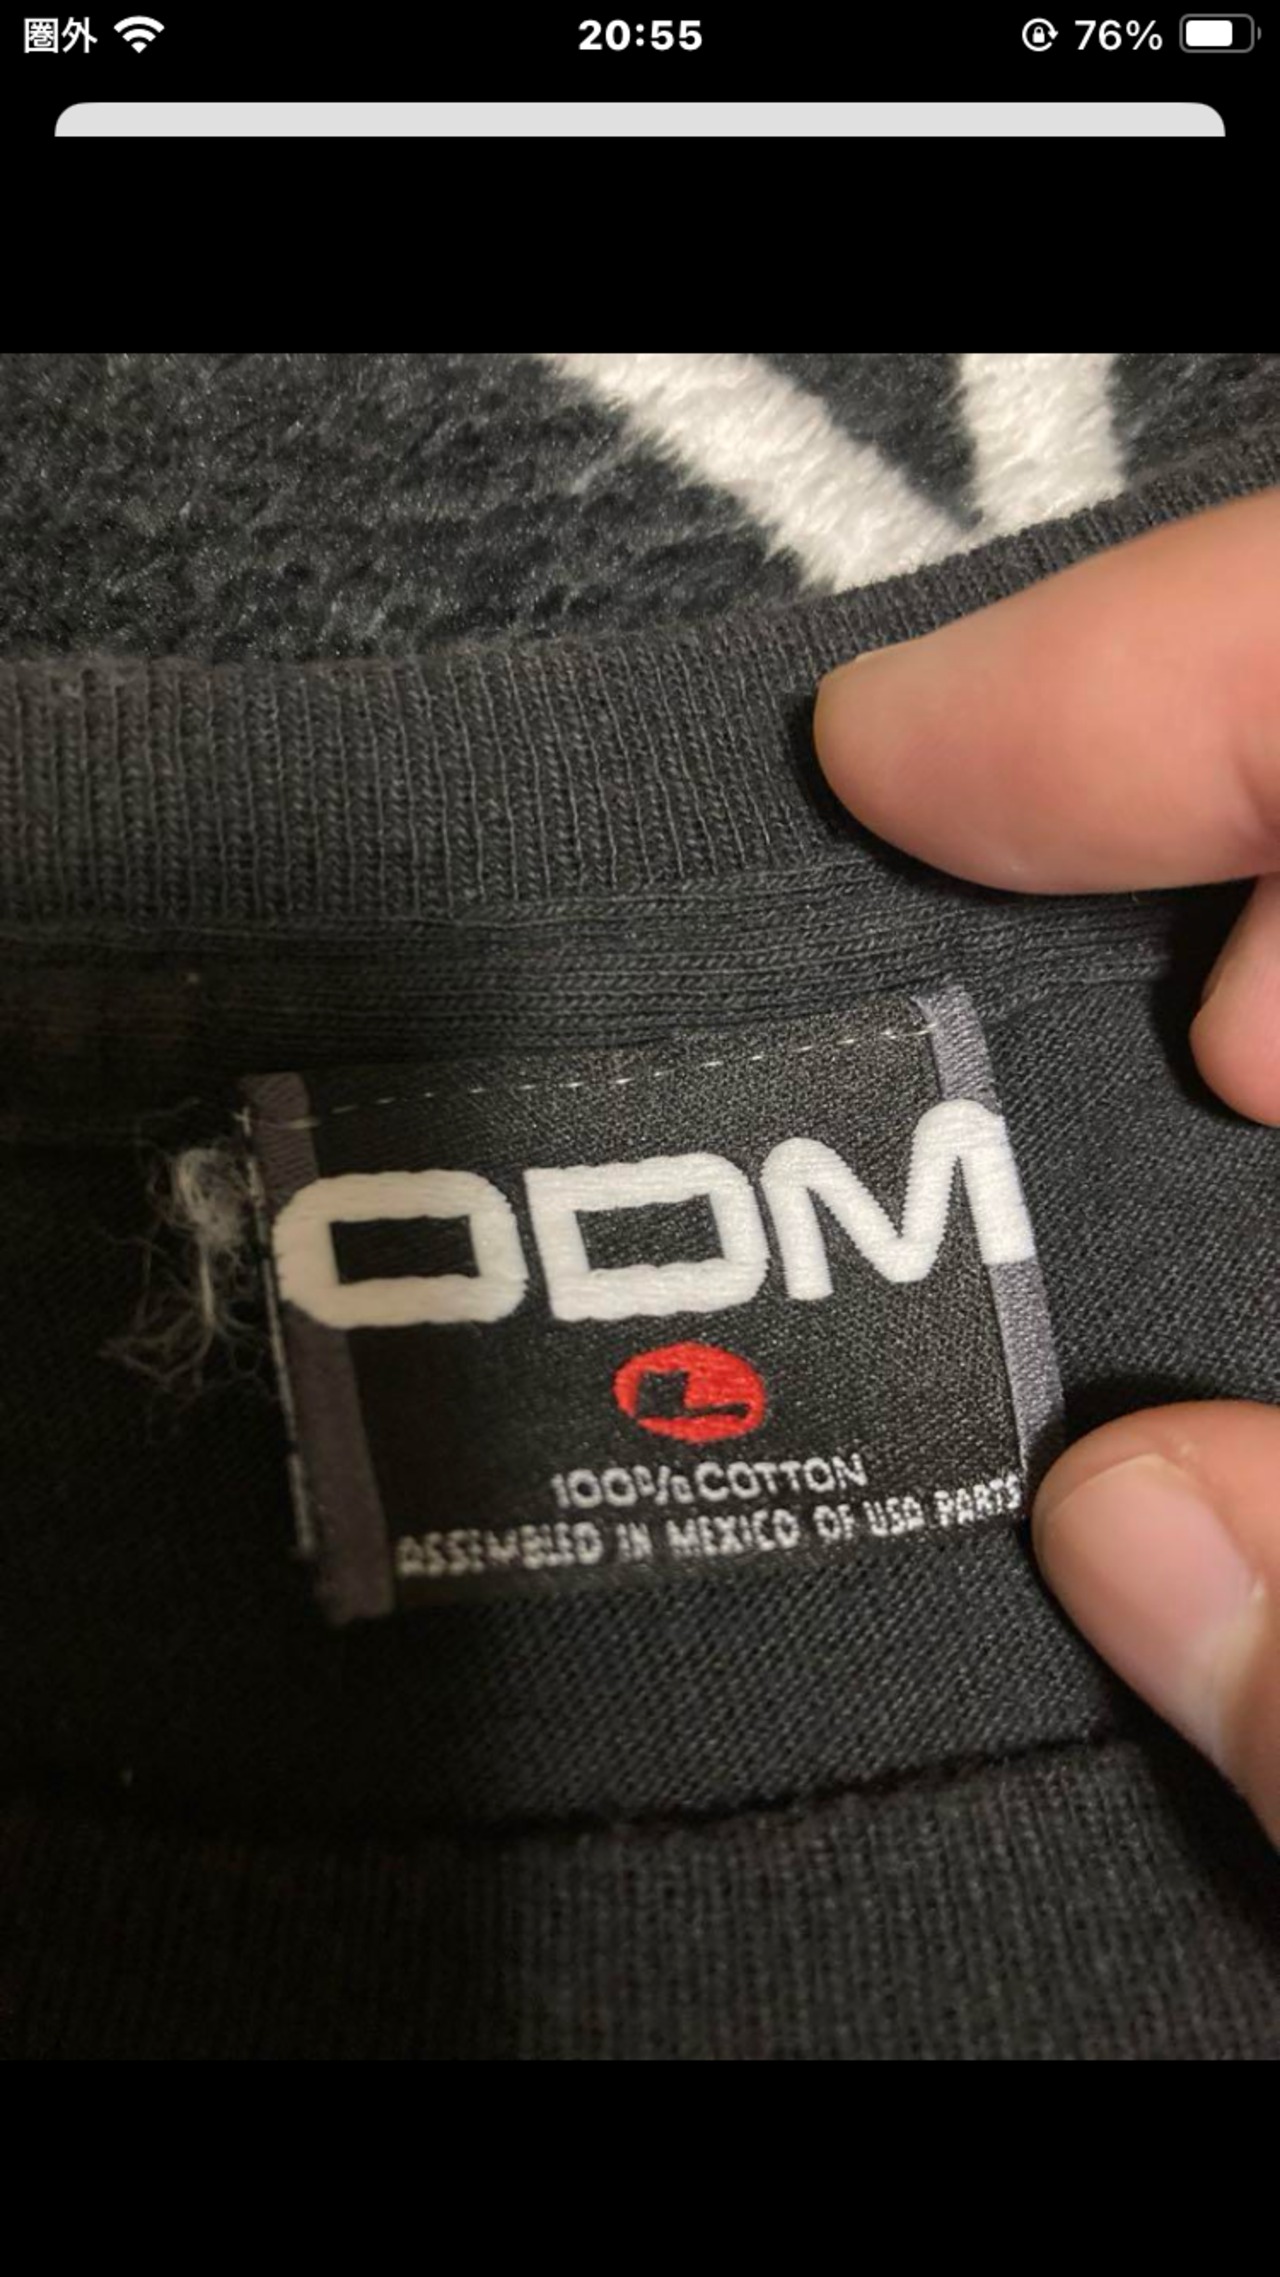 圏外 20:55 76%
ODM
L
100% COTTON
ASSEMBLED IN MEXICO OF USA PARTS